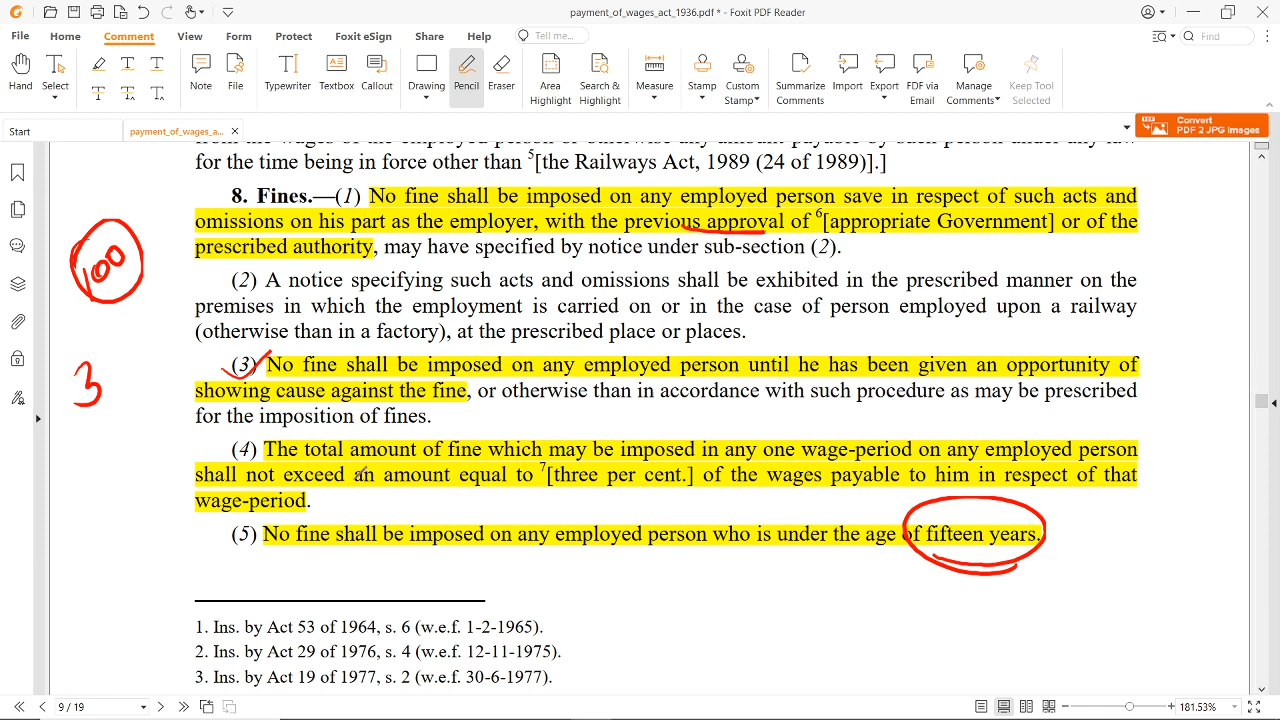 payment_of_wages_act_1936.pdf * - Foxit PDF Reader
File Home Comment View Form Protect Foxit eSign Share Help Tell me... Find
Hand Select Note File Typewriter Textbox Callout Drawing Pencil Eraser Area Highlight Search & Highlight Measure Stamp Custom Stamp Summarize Comments Import Export FDF via Email Manage Comments Keep Tool Selected
Start payment_of_wages_a... × Convert PDF 2 JPG Images
for the time being in force other than 5[the Railways Act, 1989 (24 of 1989)].]
8. Fines.—(1) No fine shall be imposed on any employed person save in respect of such acts and
omissions on his part as the employer, with the previous approval of 6[appropriate Government] or of the
prescribed authority, may have specified by notice under sub-section (2).
100
(2) A notice specifying such acts and omissions shall be exhibited in the prescribed manner on the
premises in which the employment is carried on or in the case of person employed upon a railway
(otherwise than in a factory), at the prescribed place or places.
(3) No fine shall be imposed on any employed person until he has been given an opportunity of
showing cause against the fine, or otherwise than in accordance with such procedure as may be prescribed
for the imposition of fines.
3
(4) The total amount of fine which may be imposed in any one wage-period on any employed person
shall not exceed an amount equal to 7[three per cent.] of the wages payable to him in respect of that
wage-period.
(5) No fine shall be imposed on any employed person who is under the age of fifteen years.
1. Ins. by Act 53 of 1964, s. 6 (w.e.f. 1-2-1965).
2. Ins. by Act 29 of 1976, s. 4 (w.e.f. 12-11-1975).
3. Ins. by Act 19 of 1977, s. 2 (w.e.f. 30-6-1977).
9 / 19 181.53%